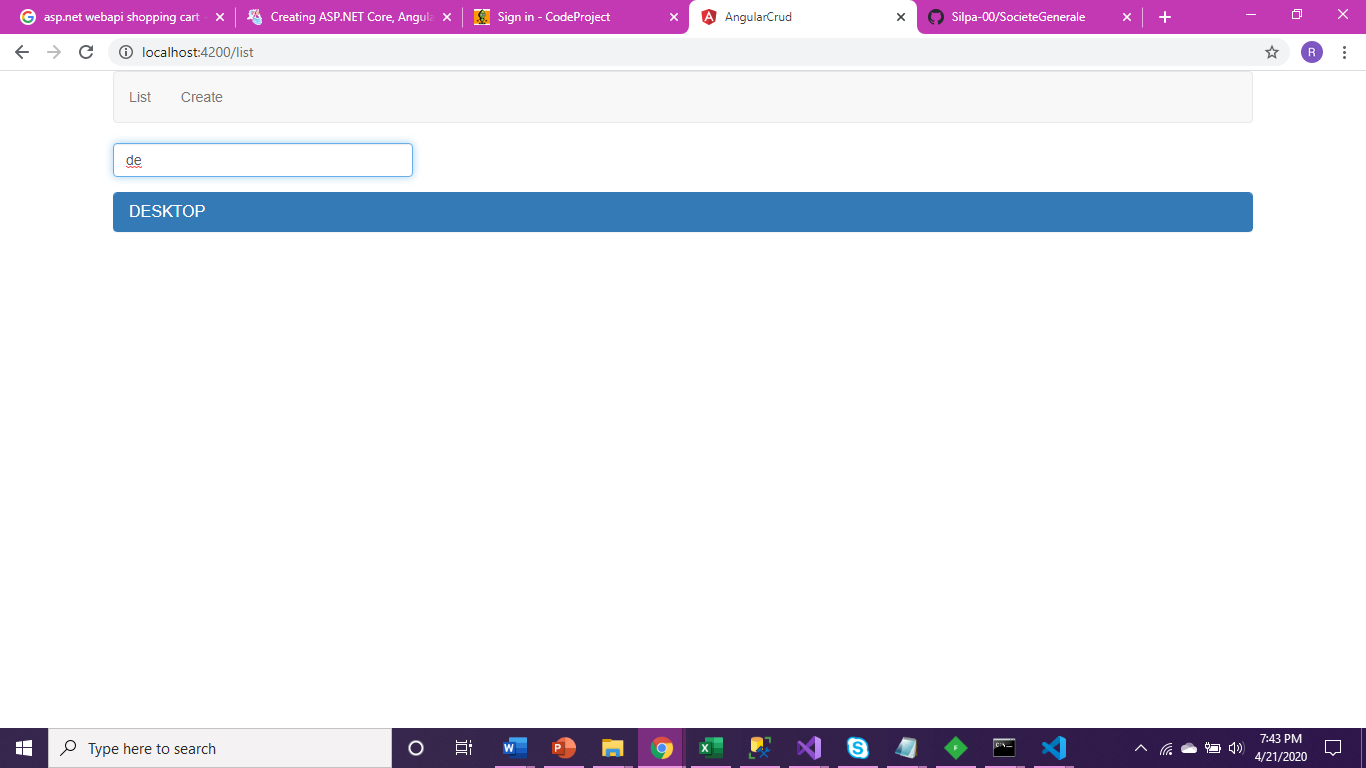 asp.net webapi shopping cart
Creating ASP.NET Core, Angula
Sign in - CodeProject
AngularCrud
Silpa-00/SocieteGenerale
R
localhost:4200/list
List
Create
de
DESKTOP
Type here to search
7:43 PM
4/21/2020